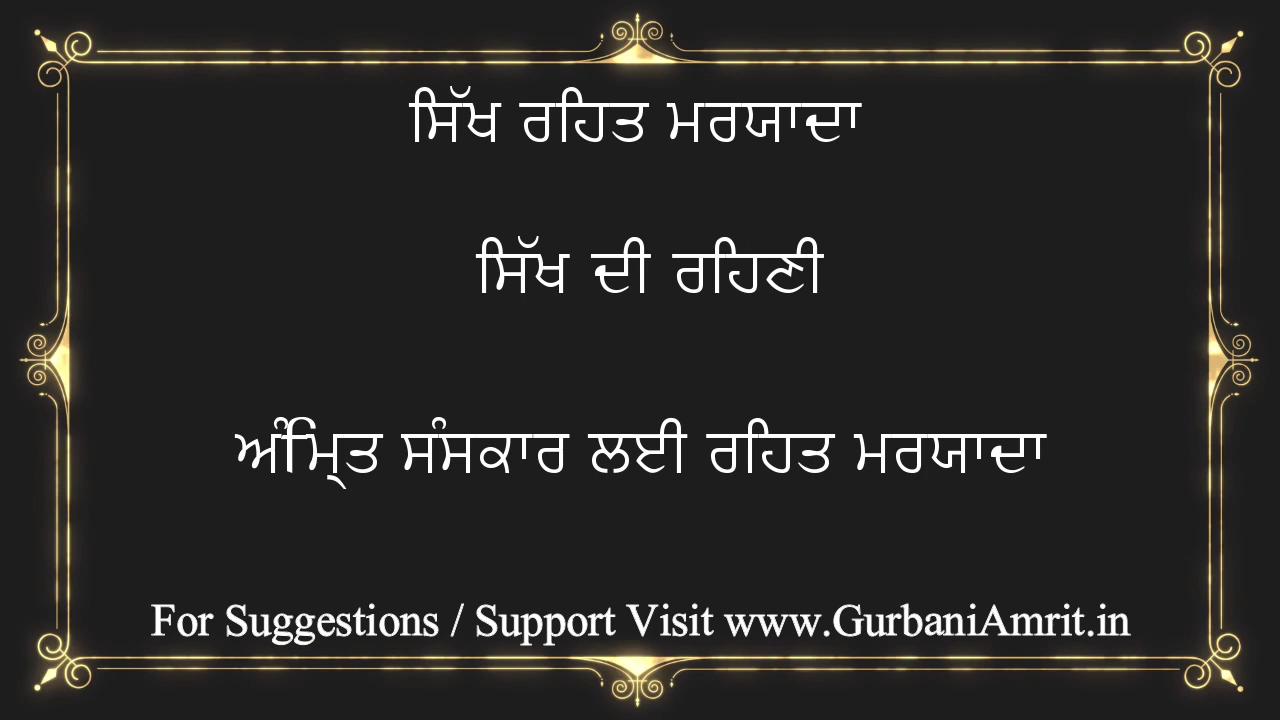 ਸਿੱਖ ਰਹਿਤ ਮਰਯਾਦਾ
ਸਿੱਖ ਦੀ ਰਹਿਣੀ
ਅੰਮ੍ਰਿਤ ਸੰਸਕਾਰ ਲਈ ਰਹਿਤ ਮਰਯਾਦਾ
For Suggestions / Support Visit www.GurbaniAmrit.in